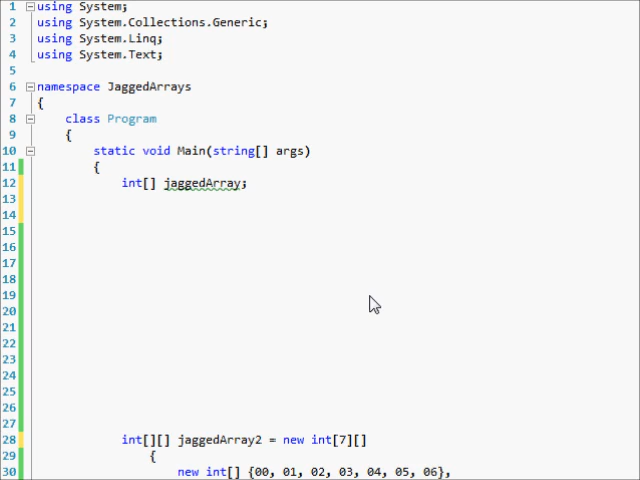 1 using System;
2 using System.Collections.Generic;
3 using System.Linq;
4 using System.Text;
5
6 namespace JaggedArrays
7 {
8 class Program
9 {
10 static void Main(string[] args)
11 {
12 int[] jaggedArray;
13
14
15
16
17
18
19
20
21
22
23
24
25
26
27
28 int[][] jaggedArray2 = new int[7][]
29 {
30 new int[] {00, 01, 02, 03, 04, 05, 06},